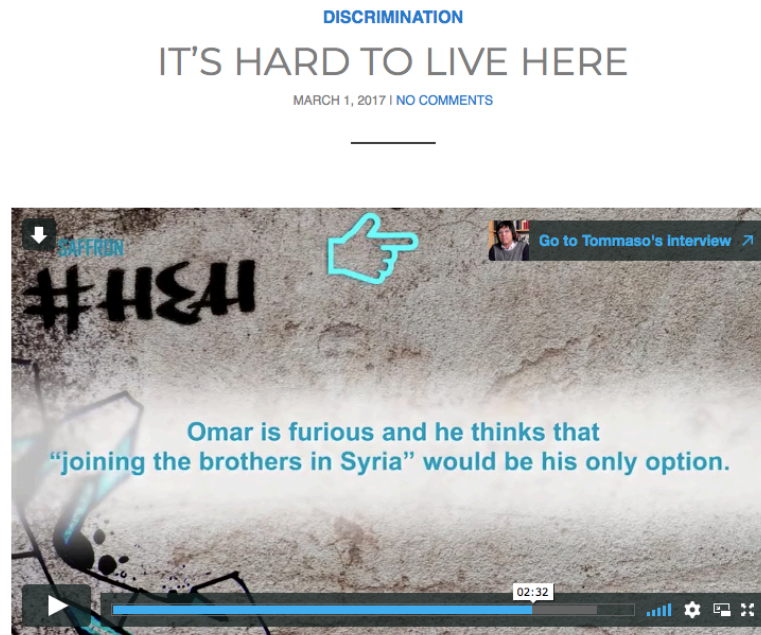 DISCRIMINATION
IT'S HARD TO LIVE HERE
MARCH 1, 2017 | NO COMMENTS
Go to Tommaso's interview
SAFFRON
#HEH
Omar is furious and he thinks that
“joining the brothers in Syria” would be his only option.
02:32